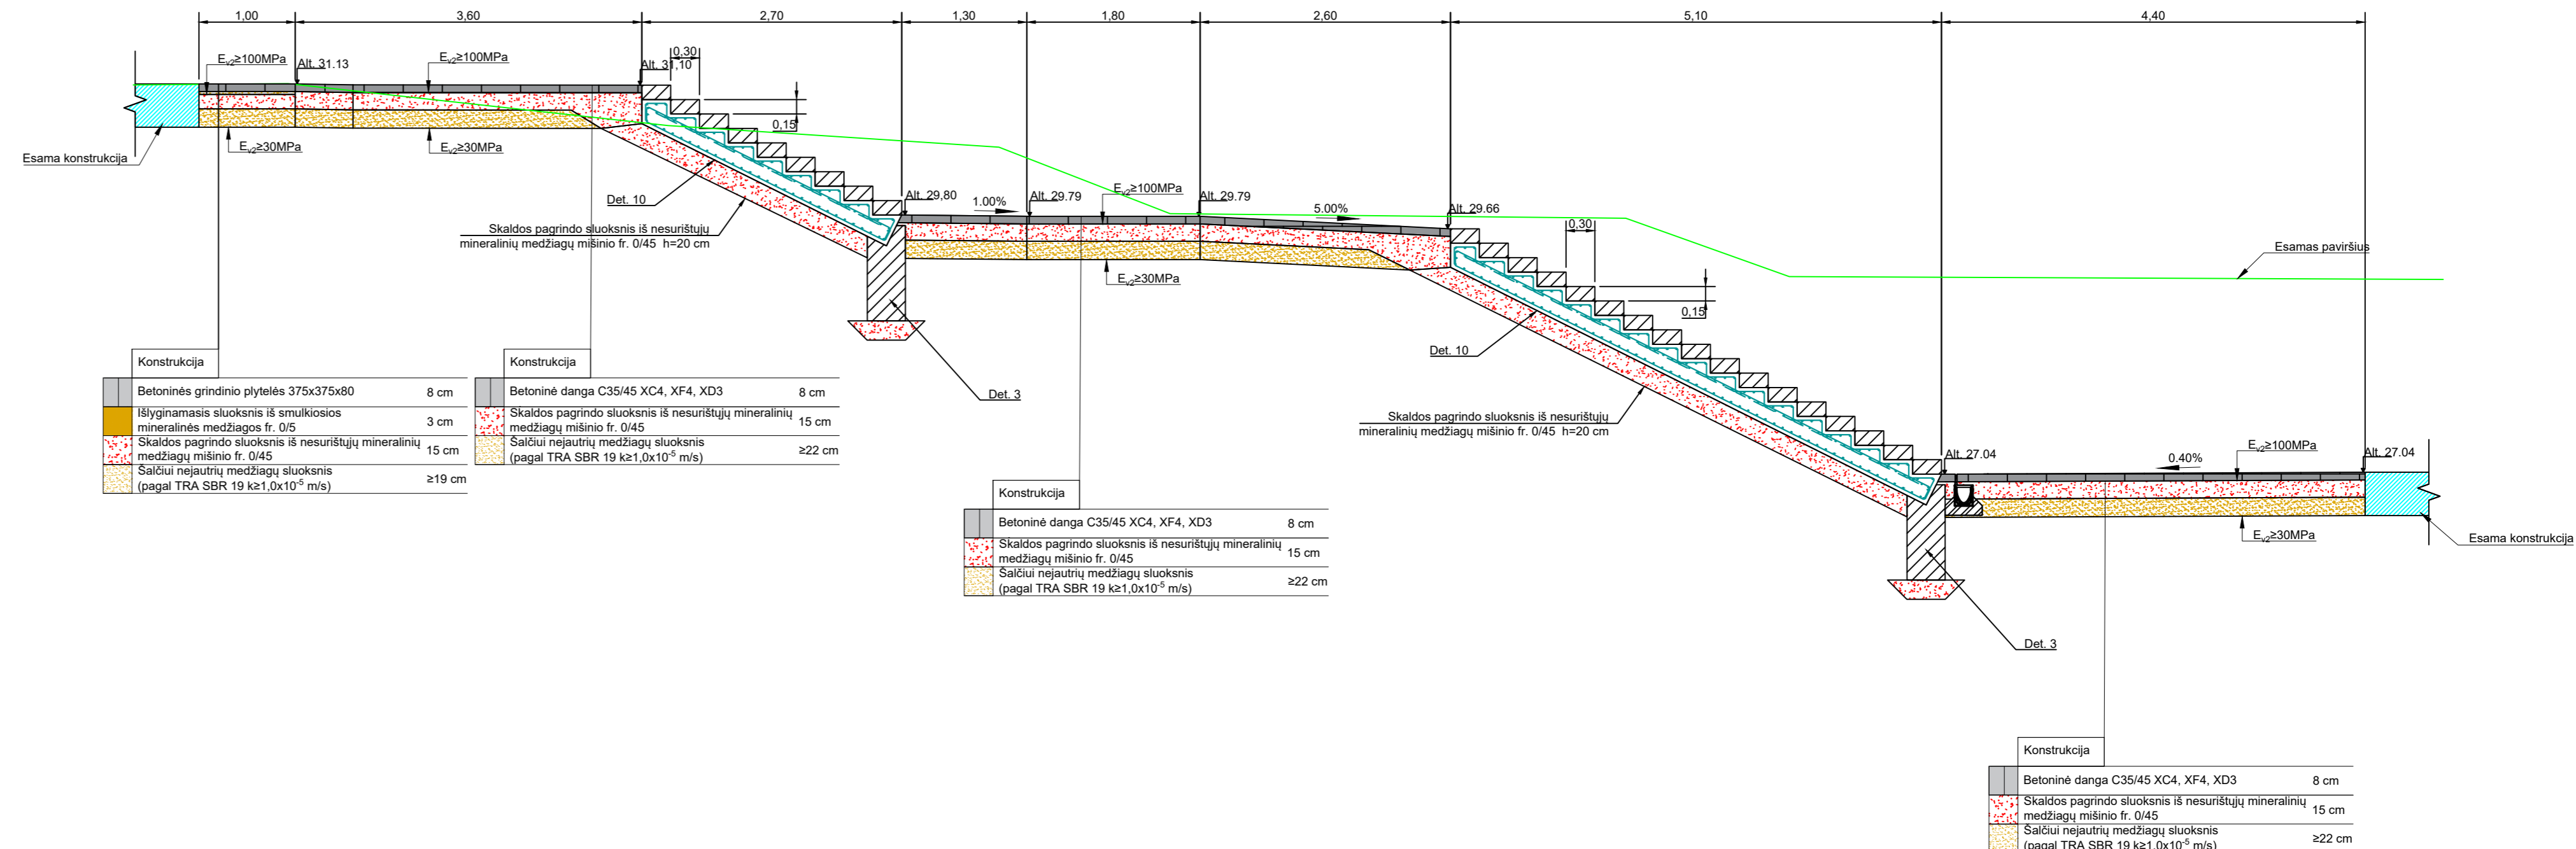 1,00
3,60
2,70
1,30
1,80
2,60
5,10
4,40
Ev2≥100MPa
Alt. 31.13
Ev2≥100MPa
Alt. 31,10
0,30
0,15
Esama konstrukcija
Ev2≥30MPa
Ev2≥30MPa
Det. 10
Skaldos pagrindo sluoksnis iš nesurištųjų
mineralinių medžiagų mišinio fr. 0/45 h=20 cm
Alt. 29,80
1.00%
Alt. 29.79
Ev2≥100MPa
Alt. 29.79
5.00%
Alt. 29.66
0,30
0,15
Esamas paviršius
Ev2≥30MPa
Det. 10
Det. 3
Skaldos pagrindo sluoksnis iš nesurištųjų
mineralinių medžiagų mišinio fr. 0/45 h=20 cm
Alt. 27.04
0.40%
Ev2≥100MPa
Alt. 27.04
Ev2≥30MPa
Esama konstrukcija
Det. 3
Konstrukcija
Betoninės grindinio plytelės 375x375x80 8 cm
Išlyginamasis sluoksnis iš smulkiosios
mineralinės medžiagos fr. 0/5 3 cm
Skaldos pagrindo sluoksnis iš nesurištųjų mineralinių
medžiagų mišinio fr. 0/45 15 cm
Šalčiui nejautrių medžiagų sluoksnis
(pagal TRA SBR 19 k≥1,0x10⁻⁵ m/s) ≥19 cm
Konstrukcija
Betoninė danga C35/45 XC4, XF4, XD3 8 cm
Skaldos pagrindo sluoksnis iš nesurištųjų mineralinių
medžiagų mišinio fr. 0/45 15 cm
Šalčiui nejautrių medžiagų sluoksnis
(pagal TRA SBR 19 k≥1,0x10⁻⁵ m/s) ≥22 cm
Konstrukcija
Betoninė danga C35/45 XC4, XF4, XD3 8 cm
Skaldos pagrindo sluoksnis iš nesurištųjų mineralinių
medžiagų mišinio fr. 0/45 15 cm
Šalčiui nejautrių medžiagų sluoksnis
(pagal TRA SBR 19 k≥1,0x10⁻⁵ m/s) ≥22 cm
Konstrukcija
Betoninė danga C35/45 XC4, XF4, XD3 8 cm
Skaldos pagrindo sluoksnis iš nesurištųjų mineralinių
medžiagų mišinio fr. 0/45 15 cm
Šalčiui nejautrių medžiagų sluoksnis
(pagal TRA SBR 19 k≥1,0x10⁻⁵ m/s) ≥22 cm